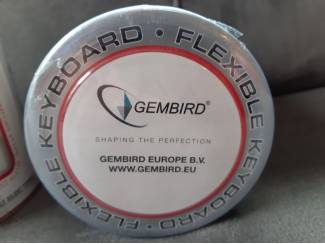 FLEXIBLE KEYBOARD • FLEXIBLE KEYBOARD •
GEMBIRD®
SHAPING THE PERFECTION
GEMBIRD EUROPE B.V.
WWW.GEMBIRD.EU